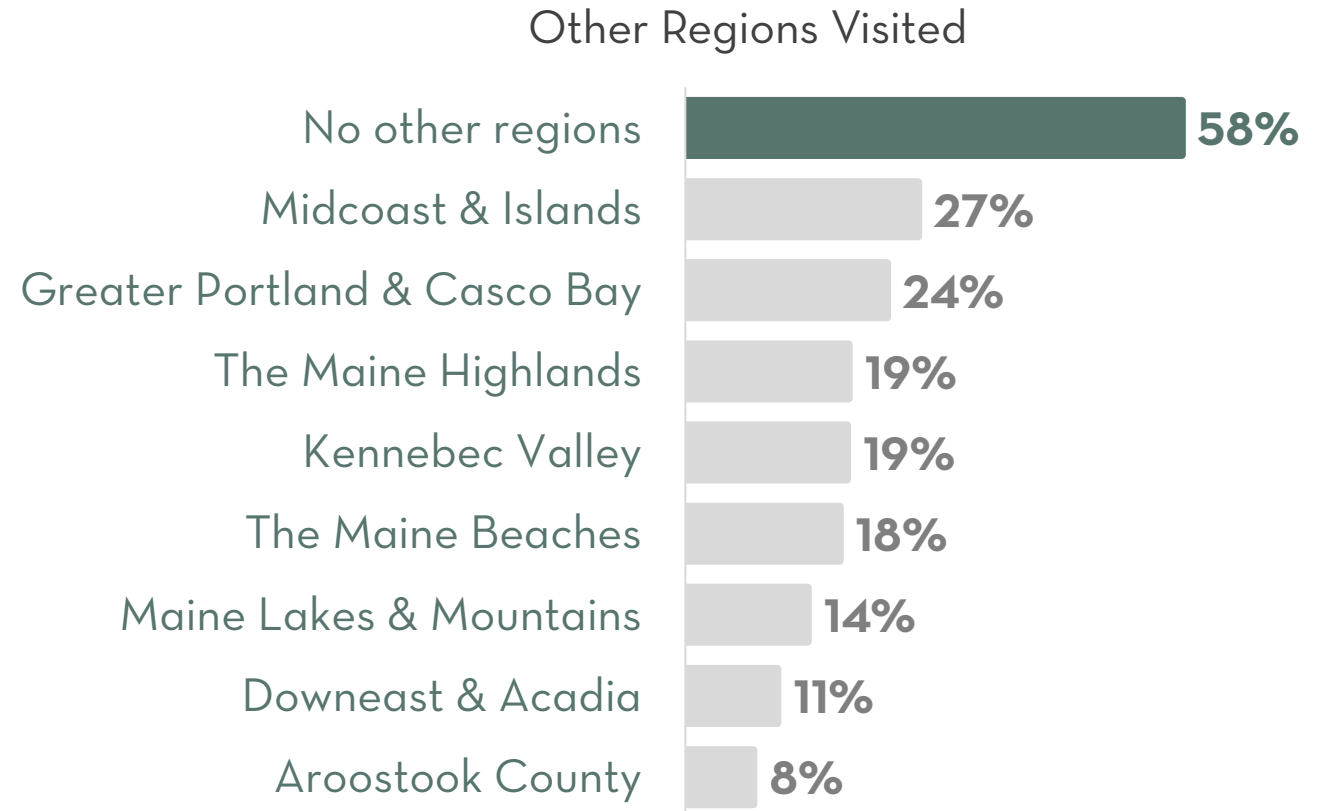 Other Regions Visited
No other regions 58%
Midcoast & Islands 27%
Greater Portland & Casco Bay 24%
The Maine Highlands 19%
Kennebec Valley 19%
The Maine Beaches 18%
Maine Lakes & Mountains 14%
Downeast & Acadia 11%
Aroostook County 8%